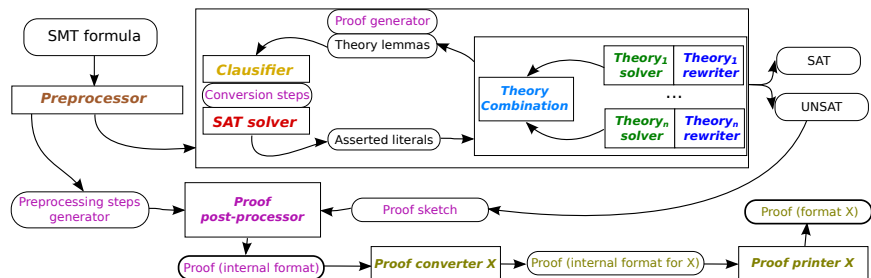 SMT formula
Preprocessor
Proof generator
Theory lemmas
Clausifier
Conversion steps
SAT solver
Asserted literals
Theory
Combination
Theory₁
solver
Theory₁
rewriter
...
Theoryₙ
solver
Theoryₙ
rewriter
SAT
UNSAT
Preprocessing steps
generator
Proof
post-processor
Proof sketch
Proof (internal format)
Proof converter X
Proof (internal format for X)
Proof printer X
Proof (format X)